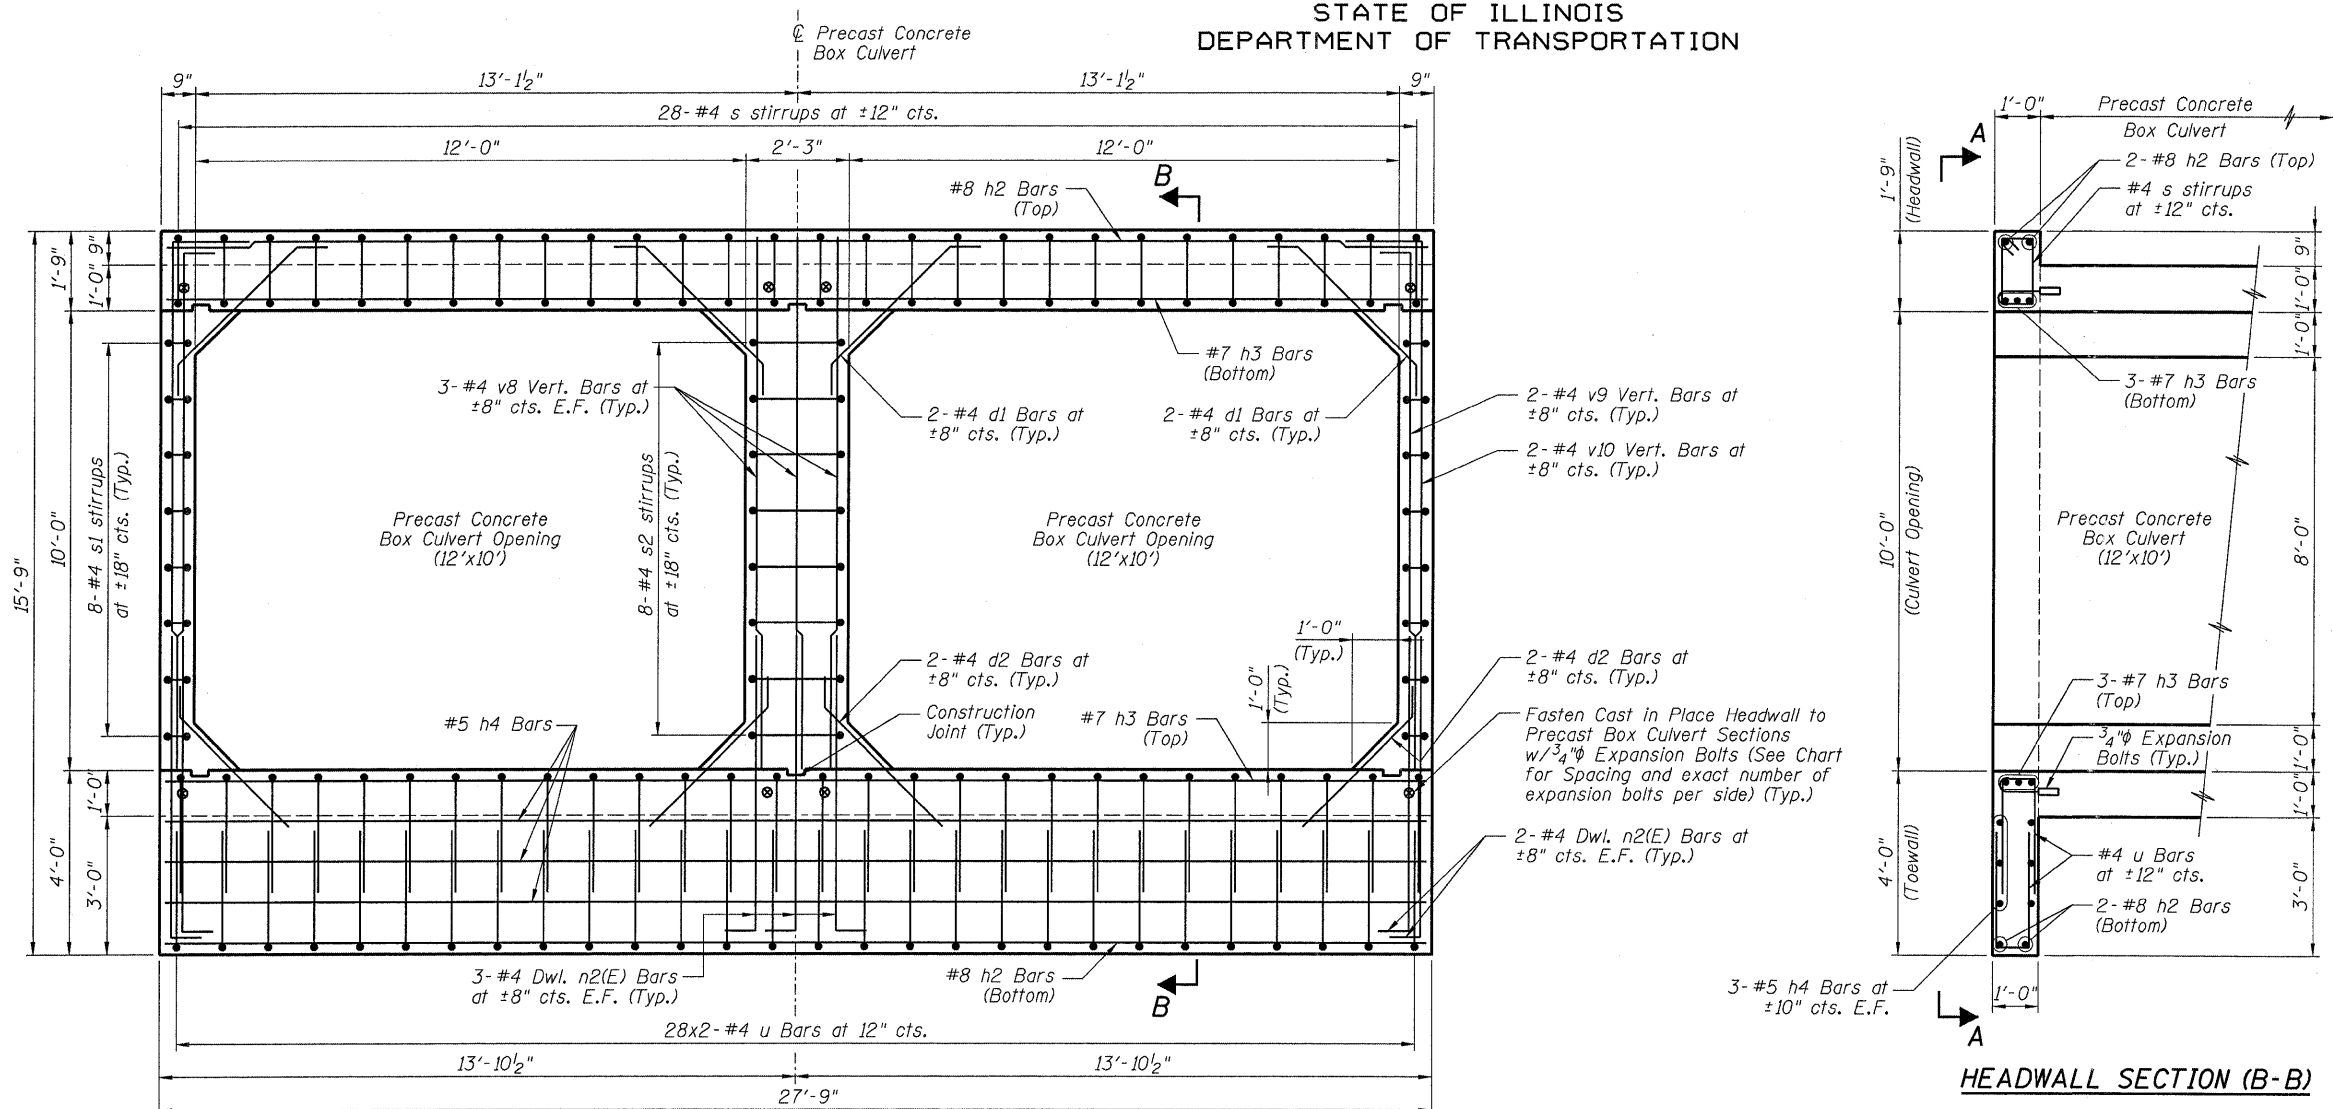 STATE OF ILLINOIS
DEPARTMENT OF TRANSPORTATION
℄ Precast Concrete
Box Culvert
9"
13'-1½"
13'-1½"
9"
28-#4 s stirrups at ±12" cts.
12'-0"
2'-3"
12'-0"
B
#8 h2 Bars
(Top)
15'-9"
1'-9"
9"
1'-0"
10'-0"
4'-0"
1'-0"
3'-0"
8-#4 s1 stirrups
at ±18" cts. (Typ.)
8-#4 s2 stirrups
at ±18" cts. (Typ.)
3-#4 v8 Vert. Bars at
±8" cts. E.F. (Typ.)
#7 h3 Bars
(Bottom)
2-#4 d1 Bars at
±8" cts. (Typ.)
2-#4 d1 Bars at
±8" cts. (Typ.)
2-#4 v9 Vert. Bars at
±8" cts. (Typ.)
2-#4 v10 Vert. Bars at
±8" cts. (Typ.)
Precast Concrete
Box Culvert Opening
(12'x10')
Precast Concrete
Box Culvert Opening
(12'x10')
1'-0"
(Typ.)
1'-0"
(Typ.)
2-#4 d2 Bars at
±8" cts. (Typ.)
2-#4 d2 Bars at
±8" cts. (Typ.)
#5 h4 Bars
Construction
Joint (Typ.)
#7 h3 Bars
(Top)
Fasten Cast in Place Headwall to
Precast Box Culvert Sections
w/¾"ϕ Expansion Bolts (See Chart
for Spacing and exact number of
expansion bolts per side) (Typ.)
2-#4 Dwl. n2(E) Bars at
±8" cts. E.F. (Typ.)
3-#4 Dwl. n2(E) Bars
at ±8" cts. E.F. (Typ.)
#8 h2 Bars
(Bottom)
B
28x2-#4 u Bars at 12" cts.
13'-10½"
13'-10½"
27'-9"
1'-0"
Precast Concrete
Box Culvert
A
1'-9"
(Headwall)
2-#8 h2 Bars (Top)
#4 s stirrups
at ±12" cts.
9"
1'-0"
1'-0"
3-#7 h3 Bars
(Bottom)
10'-0"
(Culvert Opening)
Precast Concrete
Box Culvert
(12'x10')
8'-0"
3-#7 h3 Bars
(Top)
¾"ϕ Expansion
Bolts (Typ.)
1'-0"
1'-0"
4'-0"
(Toewall)
#4 u Bars
at ±12" cts.
3'-0"
2-#8 h2 Bars
(Bottom)
3-#5 h4 Bars at
±10" cts. E.F.
1'-0"
A
HEADWALL SECTION (B-B)